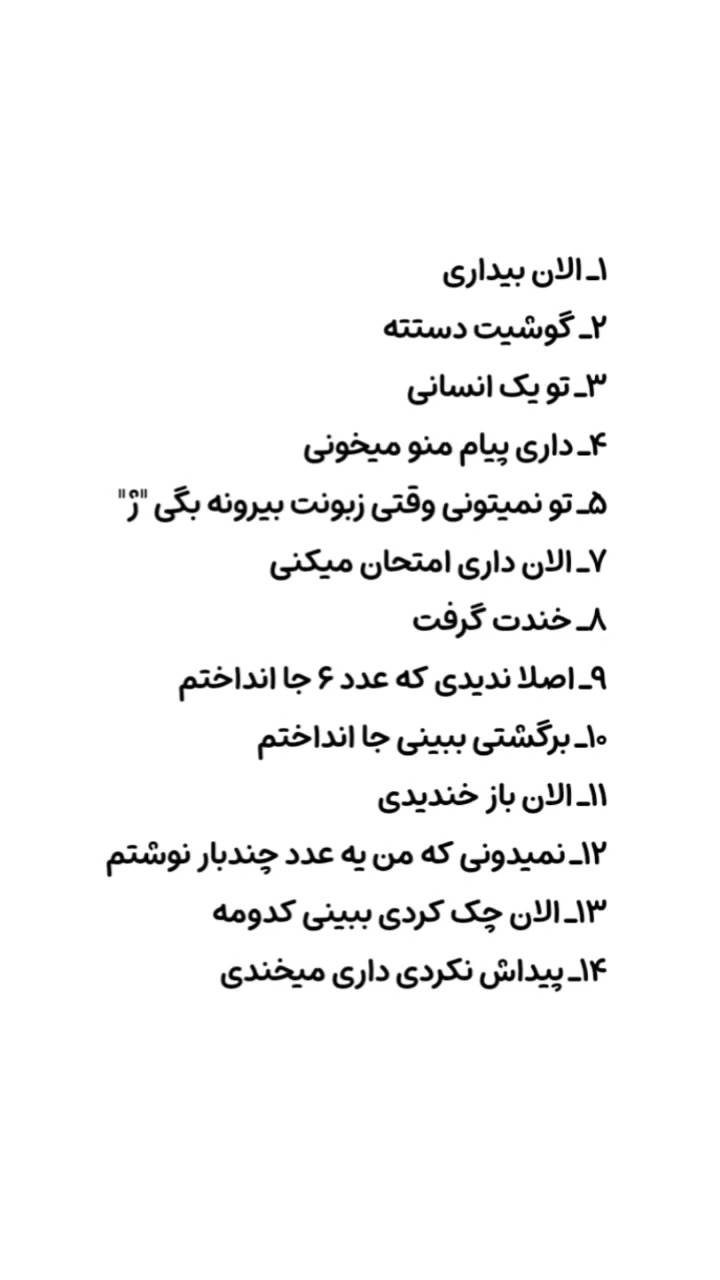 ۱ـ الان بیداری
۲ـ گوشیت دستته
۳ـ تو یک انسانی
۴ـ داری پیام منو میخونی
۵ـ تو نمیتونی وقتی زبونت بیرونه بگی "ژ"
۷ـ الان داری امتحان میکنی
۸ـ خندت گرفت
۹ـ اصلا ندیدی که عدد ۶ جا انداختم
۱۰ـ برگشتی ببینی جا انداختم
۱۱ـ الان باز خندیدی
۱۲ـ نمیدونی که من یه عدد چندبار نوشتم
۱۳ـ الان چک کردی ببینی کدومه
۱۴ـ پیداش نکردی داری میخندی